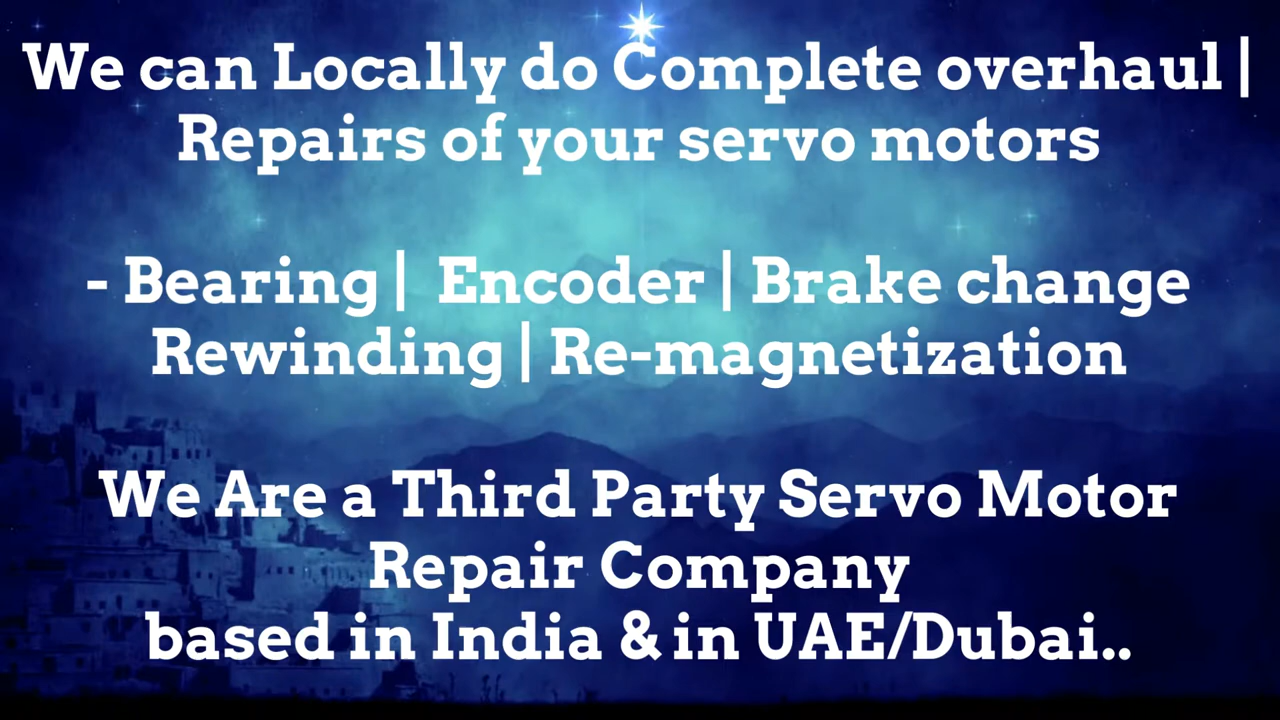 We can Locally do Complete overhaul |
Repairs of your servo motors
- Bearing | Encoder | Brake change
Rewinding | Re-magnetization
We Are a Third Party Servo Motor
Repair Company
based in India & in UAE/Dubai..